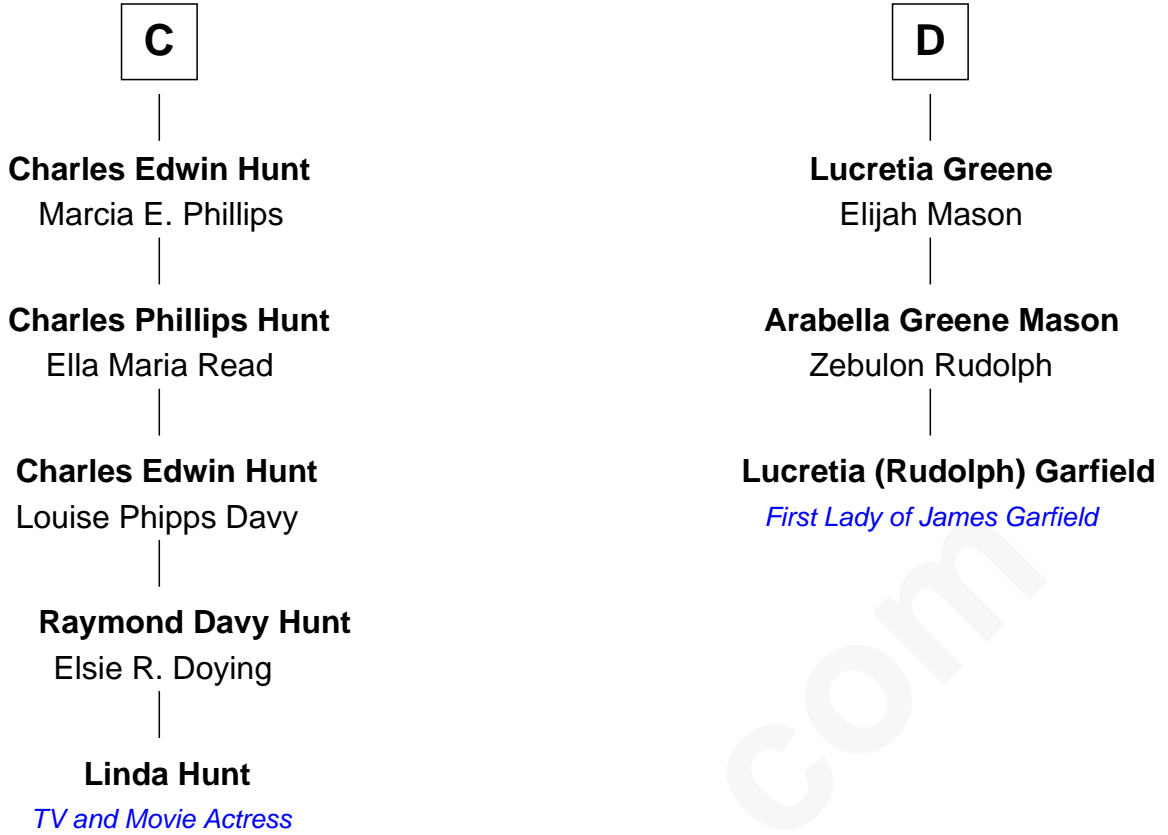 C
Charles Edwin Hunt
Marcia E. Phillips
Charles Phillips Hunt
Ella Maria Read
Charles Edwin Hunt
Louise Phipps Davy
Raymond Davy Hunt
Elsie R. Doying
Linda Hunt
TV and Movie Actress
D
Lucretia Greene
Elijah Mason
Arabella Greene Mason
Zebulon Rudolph
Lucretia (Rudolph) Garfield
First Lady of James Garfield
com